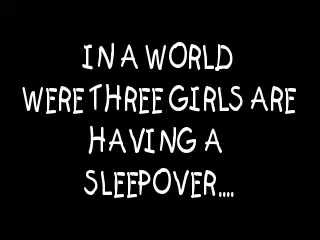 IN A WORLD
WERE THREE GIRLS ARE
HAVING A
SLEEPOVER....